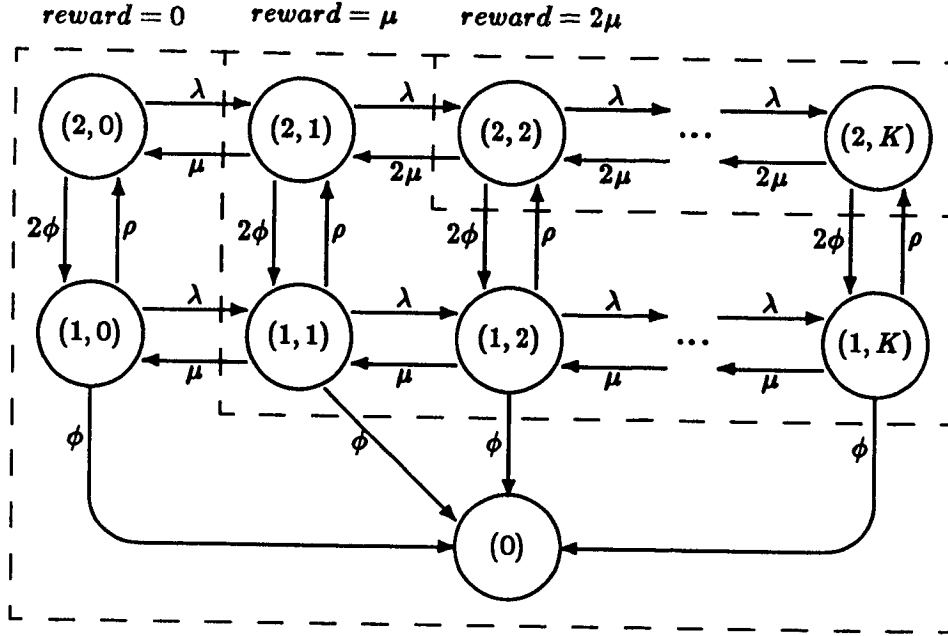 reward = 0 reward = μ reward = 2μ
λ λ λ λ
(2, 0) (2, 1) (2, 2) ··· (2, K)
μ 2μ 2μ 2μ
2φ ρ 2φ ρ 2φ ρ 2φ ρ
λ λ λ λ
(1, 0) (1, 1) (1, 2) ··· (1, K)
μ μ μ μ
φ φ φ φ
(0)